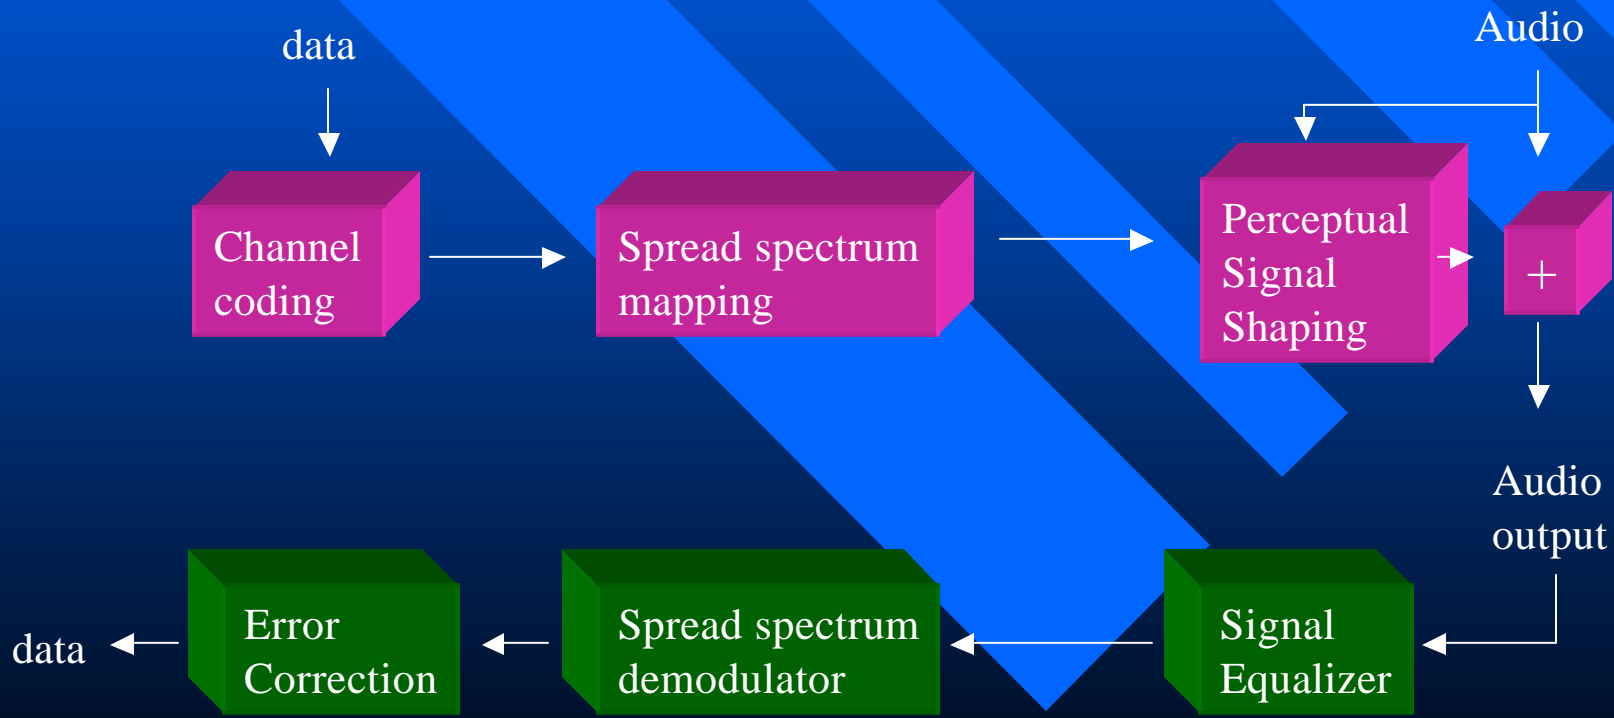 data
Audio
Channel
coding
Spread spectrum
mapping
Perceptual
Signal
Shaping
+
Audio
output
data
Error
Correction
Spread spectrum
demodulator
Signal
Equalizer